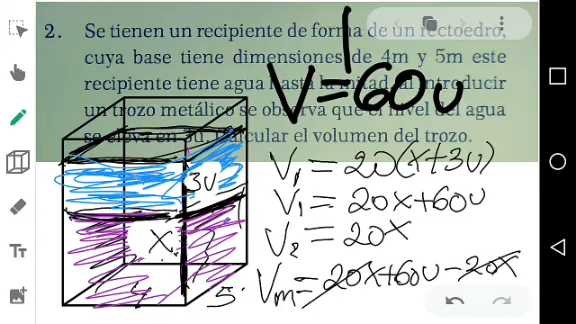 2. Se tienen un recipiente de forma de un rectoedro,
cuya base tiene dimensiones de 4m y 5m este
recipiente tiene agua hasta la mitad, al introducir
un trozo metálico se observa que el nivel del agua
se eleva en 3u, calcular el volumen del trozo.
V=60u
3U
X
4
5
V1=20(x+3u)
V1=20x+60u
V2=20x
Vm=20x+60u-20x
Tт